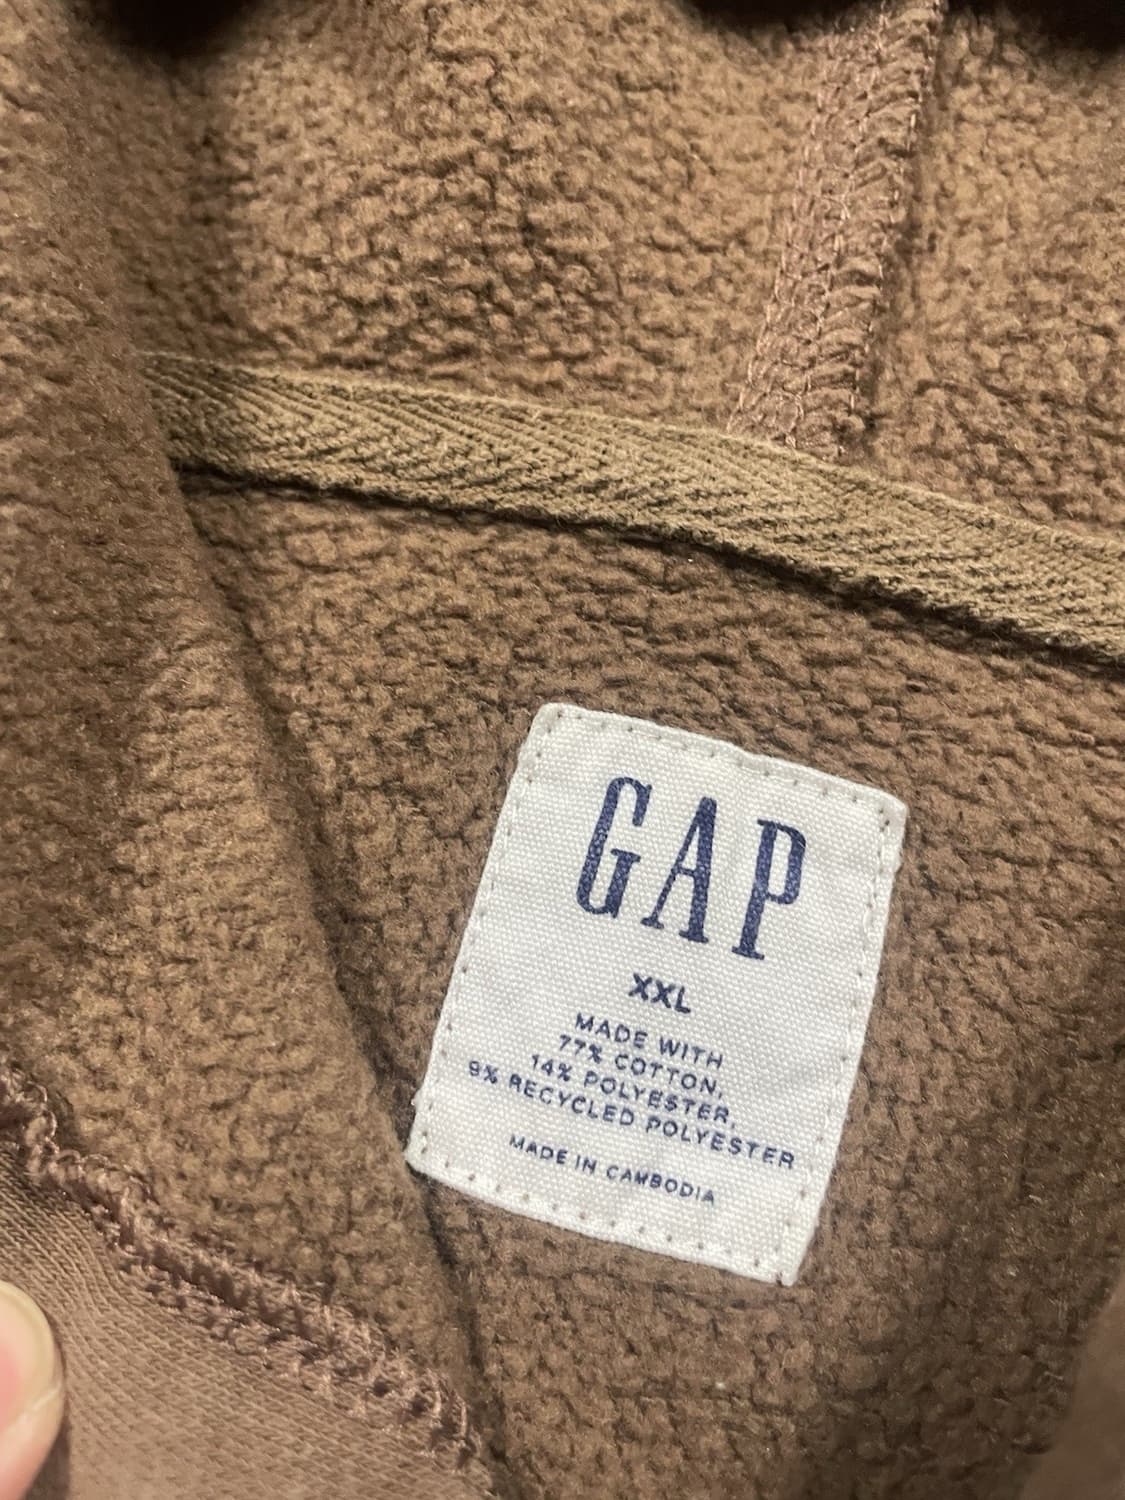 GAP
XXL
MADE WITH
77% COTTON,
14% POLYESTER,
9% RECYCLED POLYESTER
MADE IN CAMBODIA